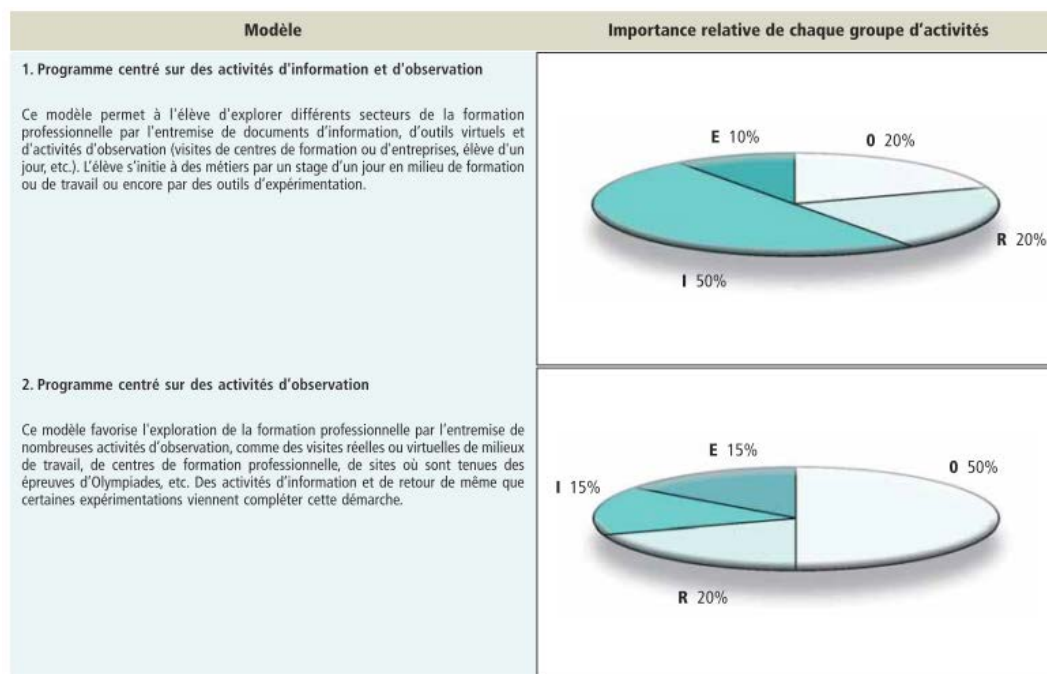 Modèle
Importance relative de chaque groupe d'activités
1. Programme centré sur des activités d'information et d'observation
Ce modèle permet à l'élève d'explorer différents secteurs de la formation
professionnelle par l'entremise de documents d'information, d'outils virtuels et
d'activités d'observation (visites de centres de formation ou d'entreprises, élève d'un
jour, etc.). L'élève s'initie à des métiers par un stage d'un jour en milieu de formation
ou de travail ou encore par des outils d'expérimentation.
E 10%
O 20%
R 20%
I 50%
2. Programme centré sur des activités d'observation
Ce modèle favorise l'exploration de la formation professionnelle par l'entremise de
nombreuses activités d'observation, comme des visites réelles ou virtuelles de milieux
de travail, de centres de formation professionnelle, de sites où sont tenues des
épreuves d'Olympiades, etc. Des activités d'information et de retour de même que
certaines expérimentations viennent compléter cette démarche.
E 15%
O 50%
I 15%
R 20%